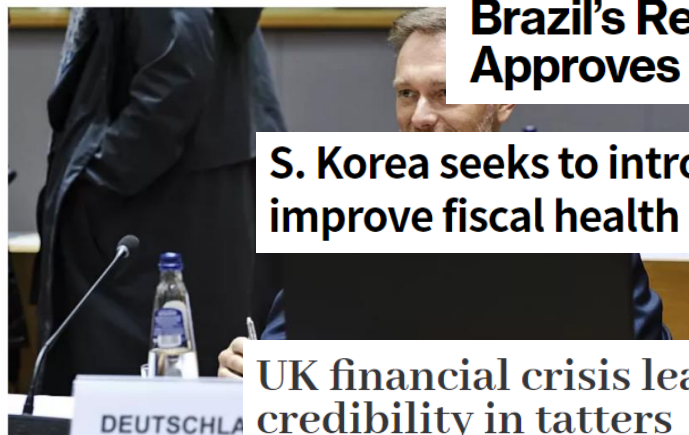 Brazil's Re
Approves
S. Korea seeks to intro
improve fiscal health
UK financial crisis lea
credibility in tatters
DEUTSCHLA